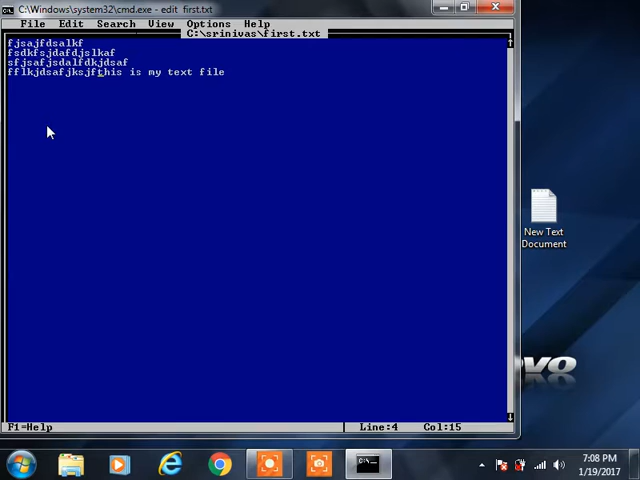 C:\Windows\system32\cmd.exe - edit first.txt
File Edit Search View Options Help
C:\srinivas\first.txt
fjsajfdsalkf
fsdkfsjdafdjslkaf
sfjsafjsdalfdkjdsaf
fflkjdsafjksjfthis is my text file
New Text
Document
F1=Help Line:4 Col:15
7:08 PM
1/19/2017